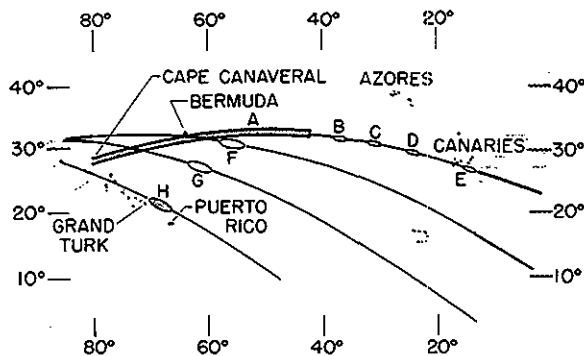 80° 60° 40° 20°
40° AZORES 40°
CAPE CANAVERAL
BERMUDA A
B C D CANARIES
30° F E 30°
G
H
20° GRAND TURK PUERTO RICO 20°
10° 10°
80° 60° 40° 20°